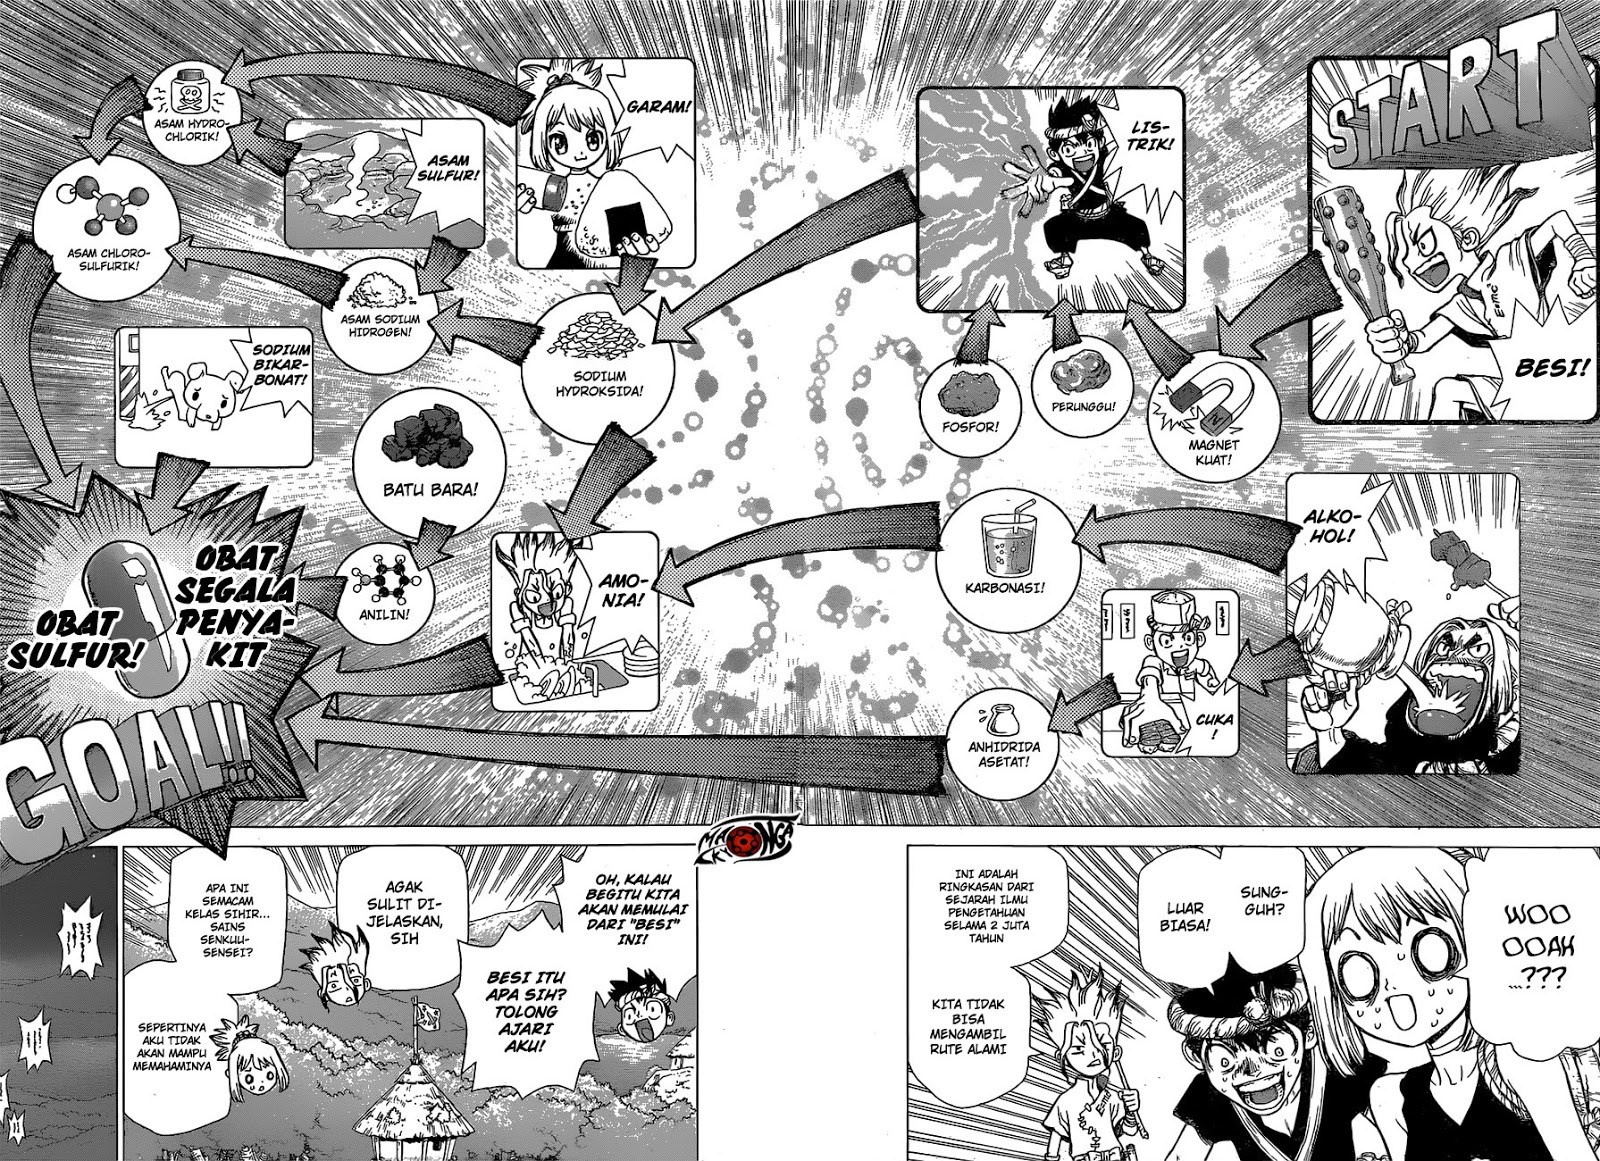 START
BESI!
LIS-
TRIK!
MAGNET
KUAT!
PERUNGGU!
FOSFOR!
GARAM!
SODIUM
HYDROKSIDA!
ASAM
SULFUR!
ASAM HYDRO-
CHLORIK!
ASAM CHLORO-
SULFURIK!
ASAM SODIUM
HIDROGEN!
SODIUM
BIKAR-
BONAT!
BATU BARA!
ANILIN!
ALKO-
HOL!
KARBONASI!
AMO-
NIA!
CUKA
!
ANHIDRIDA
ASETAT!
OBAT
SEGALA
PENYA-
KIT
OBAT
SULFUR!
GOAL!!
WOO
OOAH
...???
SUNG-
GUH?
LUAR
BIASA!
INI ADALAH
RINGKASAN DARI
SEJARAH ILMU
PENGETAHUAN
SELAMA 2 JUTA
TAHUN
KITA TIDAK
BISA
MENGAMBIL
RUTE ALAMI
MANGAKYO
OH, KALAU
BEGITU KITA
AKAN MEMULAI
DARI "BESI"
INI!
BESI ITU
APA SIH?
TOLONG
AJARI
AKU!
AGAK
SULIT DI-
JELASKAN,
SIH
APA INI
SEMACAM
KELAS SIHIR...
SAINS
SENKUU-
SENSEI?
SEPERTINYA
AKU TIDAK
AKAN MAMPU
MEMAHAMINYA